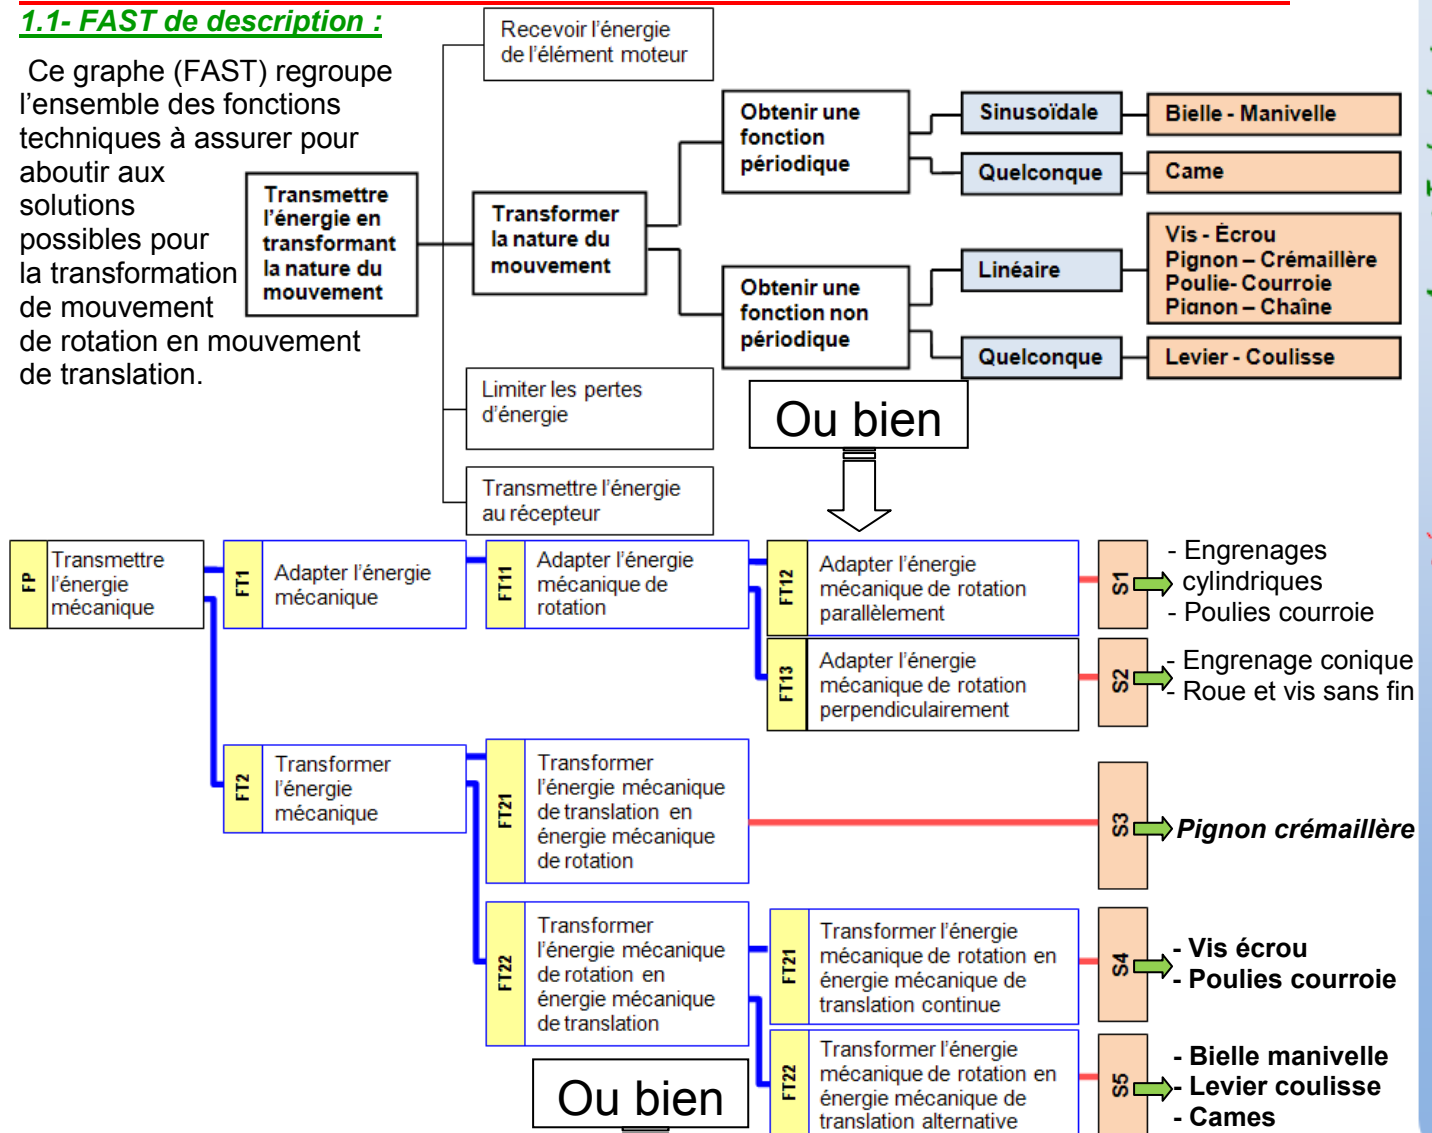 1.1- FAST de description :
Ce graphe (FAST) regroupe
l’ensemble des fonctions
techniques à assurer pour
aboutir aux
solutions
possibles pour
la transformation
de mouvement
de rotation en mouvement
de translation.
Transmettre
l’énergie en
transformant
la nature du
mouvement
Recevoir l’énergie
de l’élément moteur
Transformer
la nature du
mouvement
Limiter les pertes
d’énergie
Transmettre l’énergie
au récepteur
Obtenir une
fonction
périodique
Sinusoïdale
Bielle - Manivelle
Quelconque
Came
Obtenir une
fonction non
périodique
Linéaire
Vis - Écrou
Pignon – Crémaillère
Poulie- Courroie
Pignon – Chaîne
Quelconque
Levier - Coulisse
Ou bien
FP
Transmettre
l’énergie
mécanique
FT1
Adapter l’énergie
mécanique
FT11
Adapter l’énergie
mécanique de
rotation
FT12
Adapter l’énergie
mécanique de rotation
parallèlement
S1
- Engrenages
cylindriques
- Poulies courroie
FT13
Adapter l’énergie
mécanique de rotation
perpendiculairement
S2
- Engrenage conique
- Roue et vis sans fin
FT2
Transformer
l’énergie
mécanique
FT21
Transformer
l’énergie mécanique
de translation en
énergie mécanique
de rotation
S3
Pignon crémaillère
FT22
Transformer
l’énergie mécanique
de rotation en
énergie mécanique
de translation
FT21
Transformer l’énergie
mécanique de rotation en
énergie mécanique de
translation continue
S4
- Vis écrou
- Poulies courroie
FT22
Transformer l’énergie
mécanique de rotation en
énergie mécanique de
translation alternative
S5
- Bielle manivelle
- Levier coulisse
- Cames
Ou bien